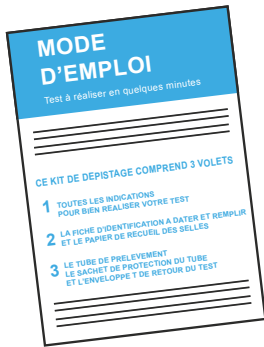 MODE
D'EMPLOI
Test à réaliser en quelques minutes
CE KIT DE DEPISTAGE COMPREND 3 VOLETS
1 TOUTES LES INDICATIONS
POUR BIEN REALISER VOTRE TEST
2 LA FICHE D'IDENTIFICATION A DATER ET REMPLIR
ET LE PAPIER DE RECUEIL DES SELLES
3 LE TUBE DE PRELEVEMENT
LE SACHET DE PROTECTION DU TUBE
ET L'ENVELOPPE T DE RETOUR DU TEST